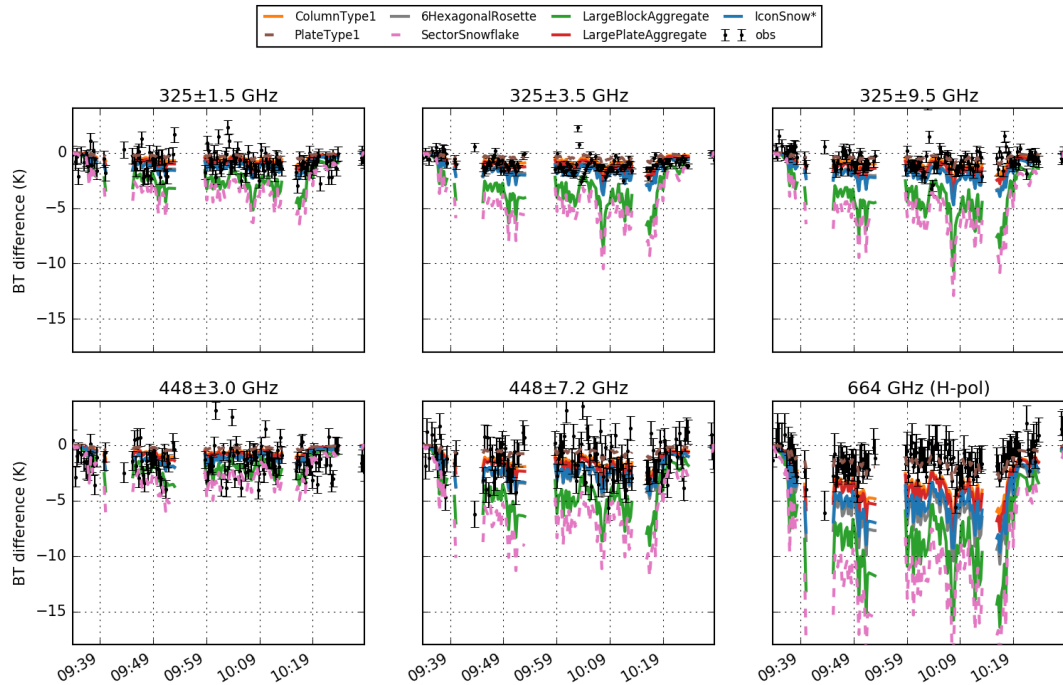 ColumnType1 6HexagonalRosette LargeBlockAggregate IconSnow*
PlateType1 SectorSnowflake LargePlateAggregate obs
325±1.5 GHz 325±3.5 GHz 325±9.5 GHz
0
−5
−10
−15
BT difference (K)
448±3.0 GHz 448±7.2 GHz 664 GHz (H-pol)
0
−5
−10
−15
BT difference (K)
09:39 09:49 09:59 10:09 10:19 09:39 09:49 09:59 10:09 10:19 09:39 09:49 09:59 10:09 10:19